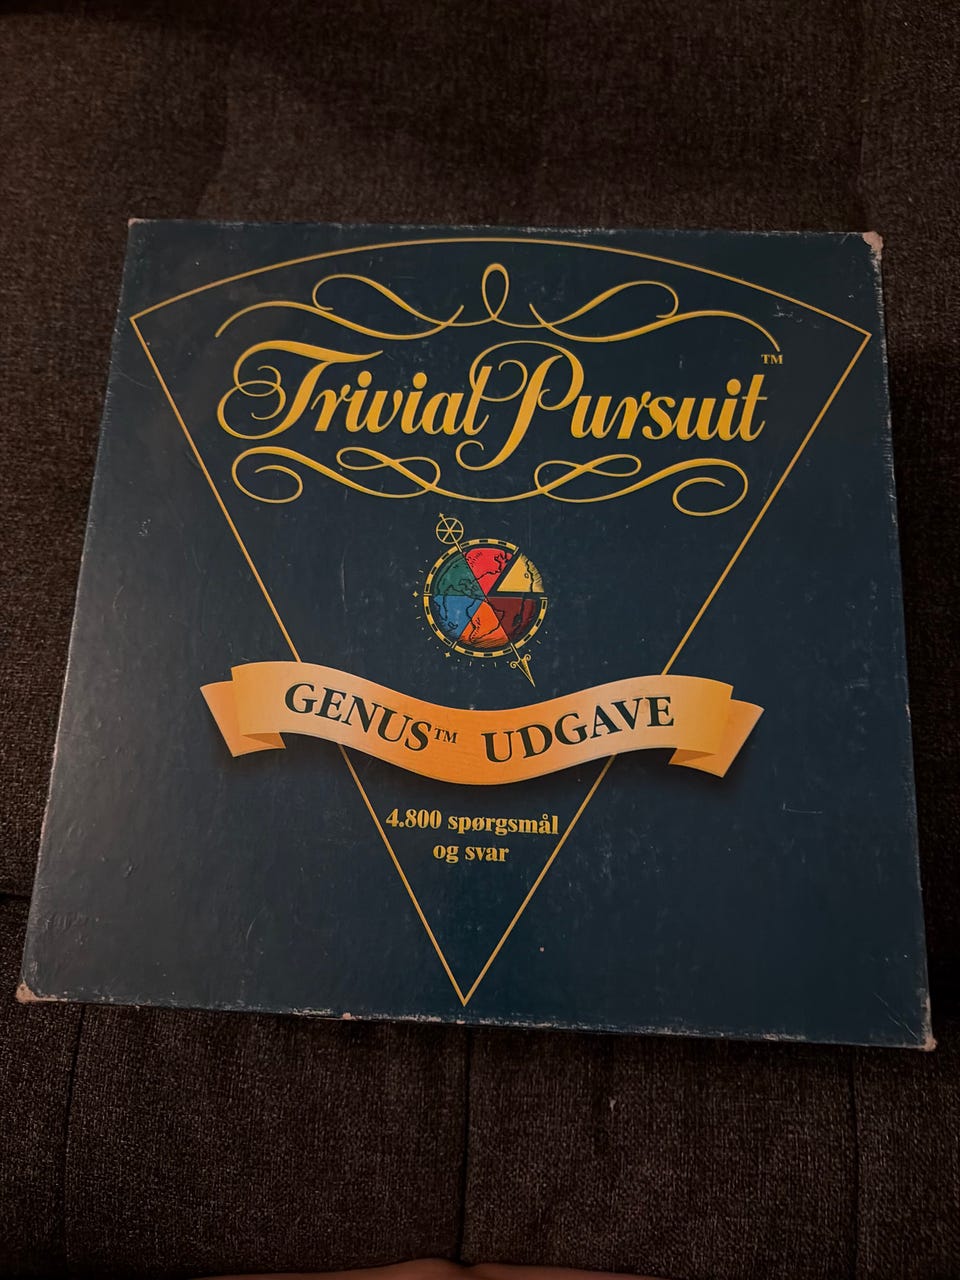 Trivial Pursuit™
GENUS™ UDGAVE
4.800 spørgsmål
og svar